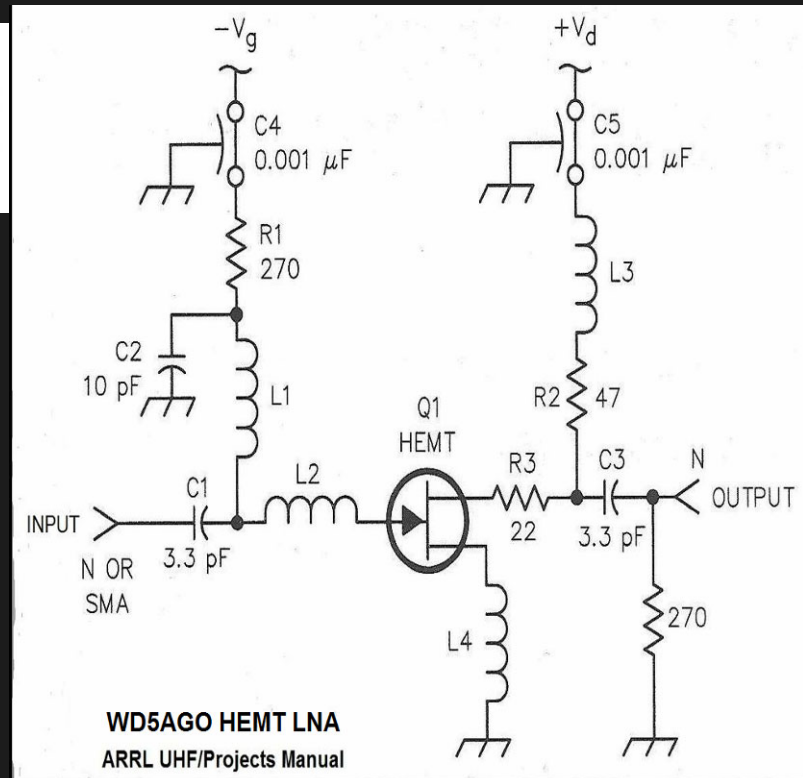 -Vg
+Vd
C4
0.001 µF
C5
0.001 µF
R1
270
L3
C2
10 pF
L1
R2 47
Q1
HEMT
L2
R3
22
C3
3.3 pF
N
OUTPUT
C1
3.3 pF
INPUT
N OR
SMA
L4
270
WD5AGO HEMT LNA
ARRL UHF/Projects Manual